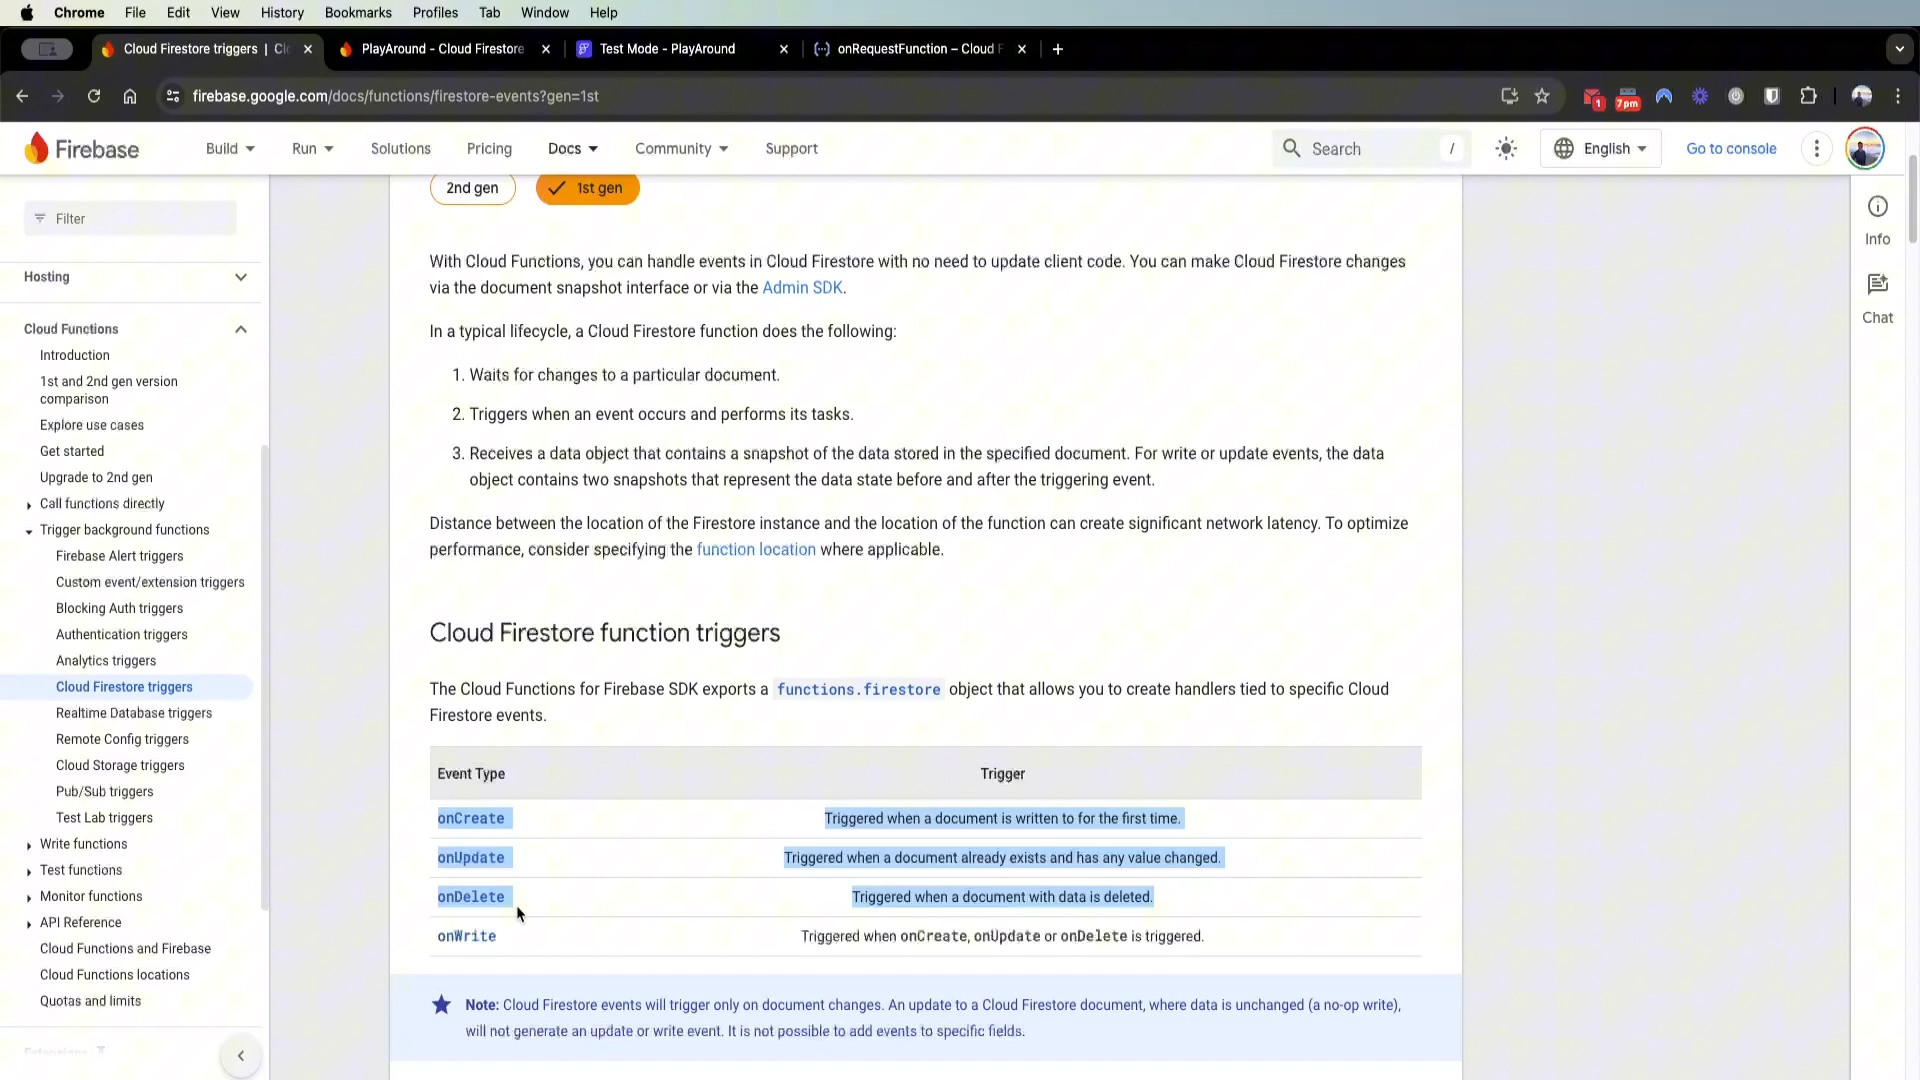 Chrome File Edit View History Bookmarks Profiles Tab Window Help
Cloud Firestore triggers | Cl
PlayAround - Cloud Firestore
Test Mode - PlayAround
onRequestFunction – Cloud F
firebase.google.com/docs/functions/firestore-events?gen=1st
1
7pm
Firebase
Build Run Solutions Pricing Docs Community Support
Search /
English
Go to console
Filter
Hosting
Cloud Functions
Introduction
1st and 2nd gen version
comparison
Explore use cases
Get started
Upgrade to 2nd gen
Call functions directly
Trigger background functions
Firebase Alert triggers
Custom event/extension triggers
Blocking Auth triggers
Authentication triggers
Analytics triggers
Cloud Firestore triggers
Realtime Database triggers
Remote Config triggers
Cloud Storage triggers
Pub/Sub triggers
Test Lab triggers
Write functions
Test functions
Monitor functions
API Reference
Cloud Functions and Firebase
Cloud Functions locations
Quotas and limits
Extensions
2nd gen 1st gen
With Cloud Functions, you can handle events in Cloud Firestore with no need to update client code. You can make Cloud Firestore changes
via the document snapshot interface or via the Admin SDK.
In a typical lifecycle, a Cloud Firestore function does the following:
1. Waits for changes to a particular document.
2. Triggers when an event occurs and performs its tasks.
3. Receives a data object that contains a snapshot of the data stored in the specified document. For write or update events, the data
object contains two snapshots that represent the data state before and after the triggering event.
Distance between the location of the Firestore instance and the location of the function can create significant network latency. To optimize
performance, consider specifying the function location where applicable.
Cloud Firestore function triggers
The Cloud Functions for Firebase SDK exports a functions.firestore object that allows you to create handlers tied to specific Cloud
Firestore events.
Event Type Trigger
onCreate Triggered when a document is written to for the first time.
onUpdate Triggered when a document already exists and has any value changed.
onDelete Triggered when a document with data is deleted.
onWrite Triggered when onCreate, onUpdate or onDelete is triggered.
Note: Cloud Firestore events will trigger only on document changes. An update to a Cloud Firestore document, where data is unchanged (a no-op write),
will not generate an update or write event. It is not possible to add events to specific fields.
Info
Chat